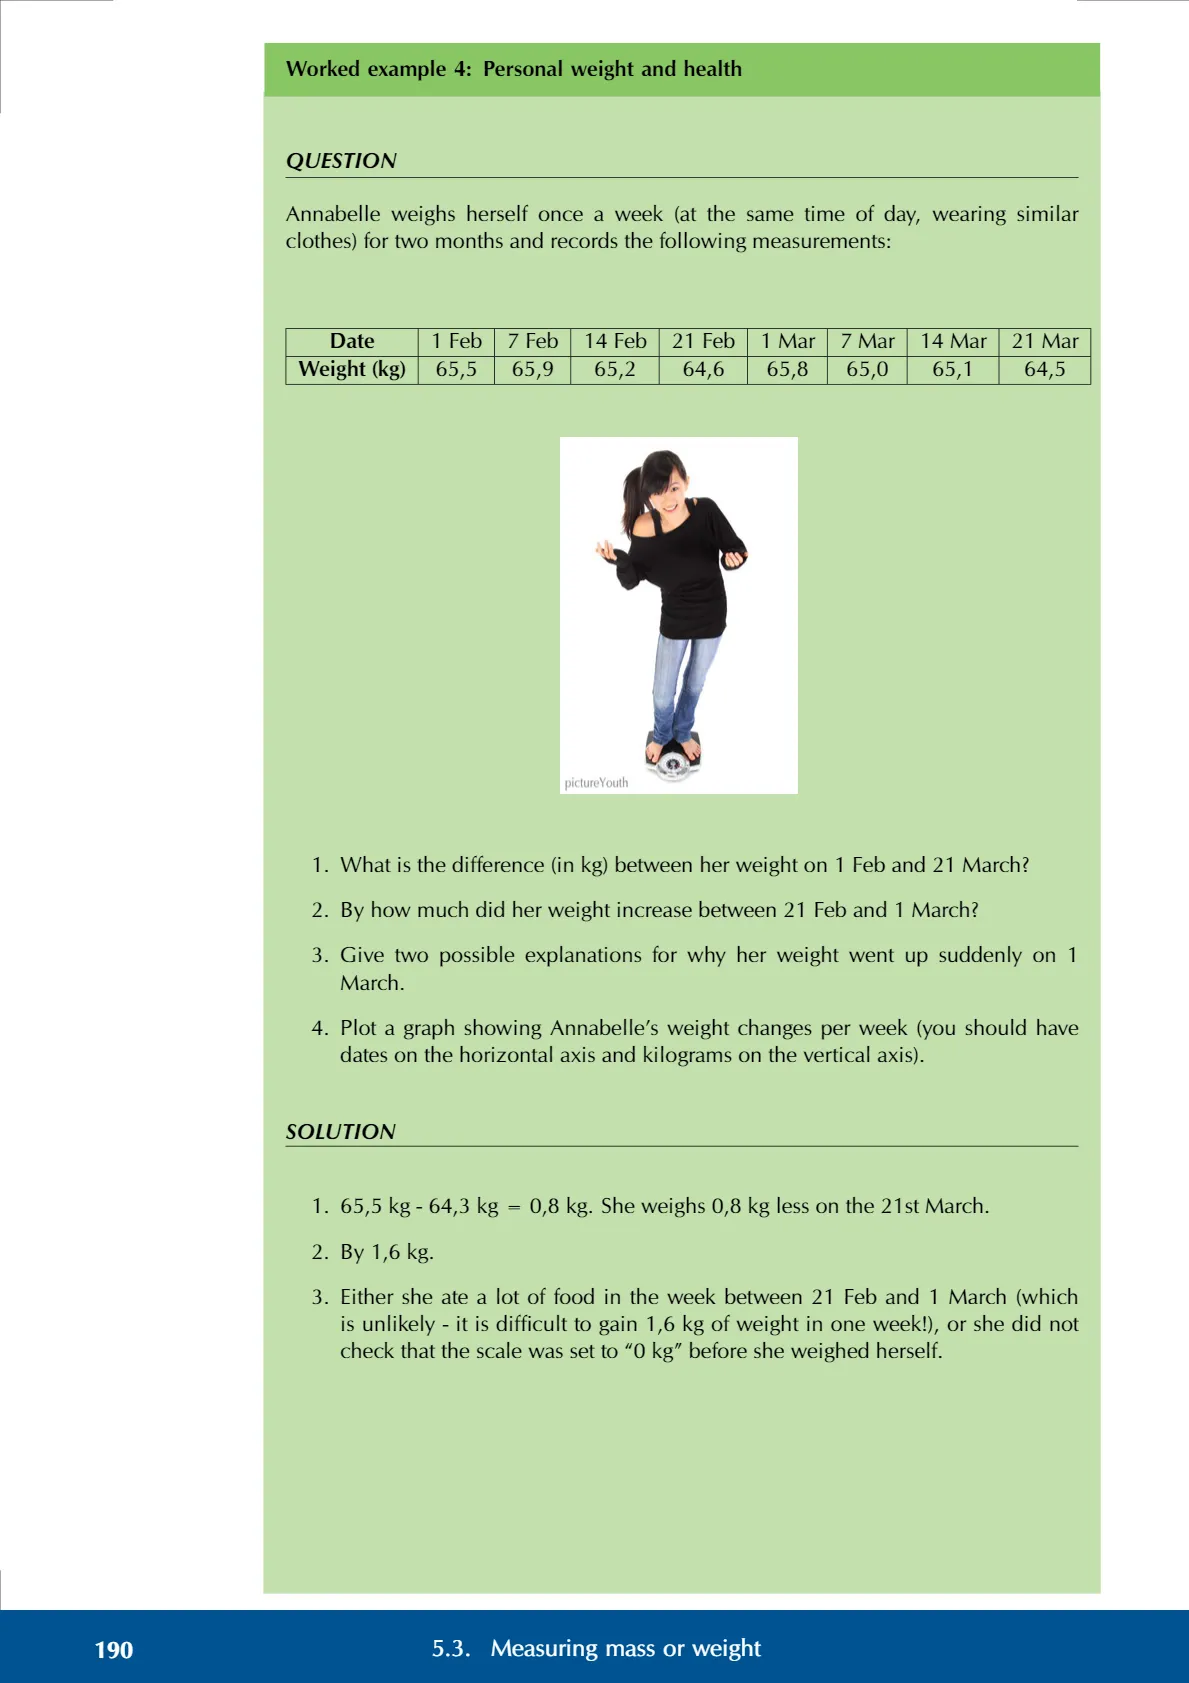 Worked example 4: Personal weight and health
QUESTION
Annabelle weighs herself once a week (at the same time of day, wearing similar
clothes) for two months and records the following measurements:
Date 1 Feb 7 Feb 14 Feb 21 Feb 1 Mar 7 Mar 14 Mar 21 Mar
Weight (kg) 65,5 65,9 65,2 64,6 65,8 65,0 65,1 64,5
pictureYouth
1. What is the difference (in kg) between her weight on 1 Feb and 21 March?
2. By how much did her weight increase between 21 Feb and 1 March?
3. Give two possible explanations for why her weight went up suddenly on 1
March.
4. Plot a graph showing Annabelle’s weight changes per week (you should have
dates on the horizontal axis and kilograms on the vertical axis).
SOLUTION
1. 65,5 kg - 64,3 kg = 0,8 kg. She weighs 0,8 kg less on the 21st March.
2. By 1,6 kg.
3. Either she ate a lot of food in the week between 21 Feb and 1 March (which
is unlikely - it is difficult to gain 1,6 kg of weight in one week!), or she did not
check that the scale was set to “0 kg” before she weighed herself.
190 5.3. Measuring mass or weight